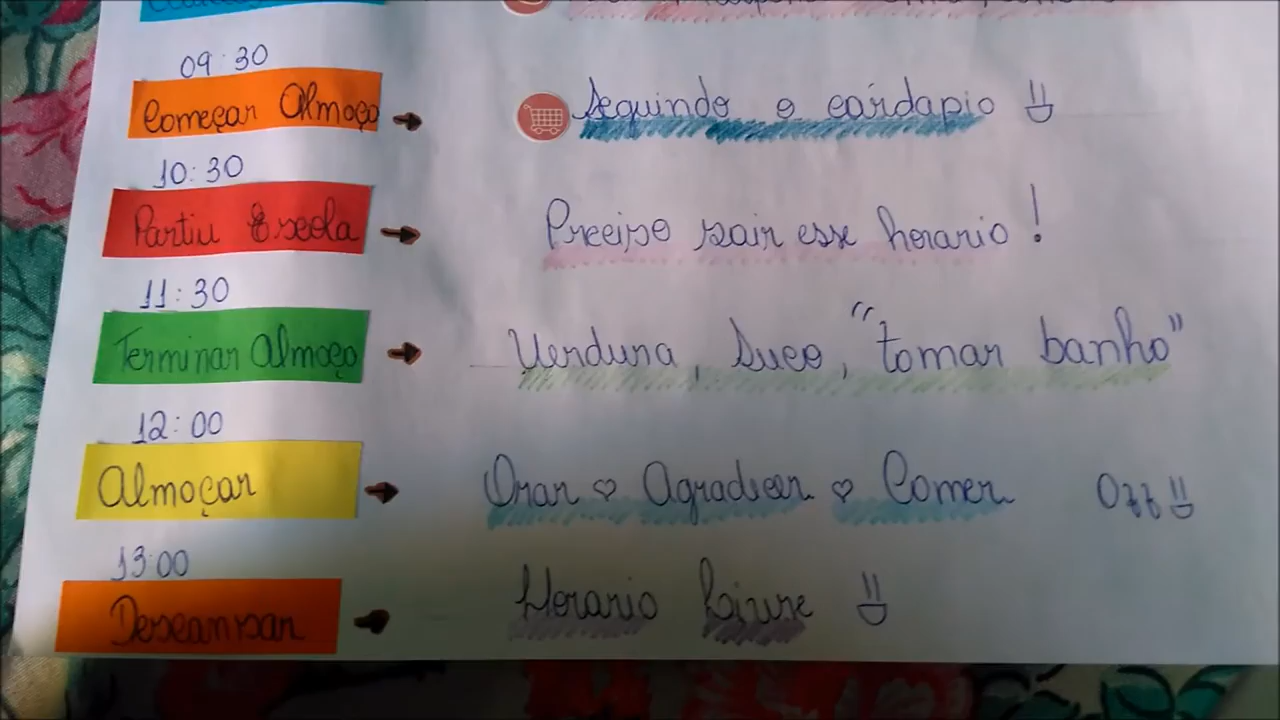 09:30
Começar Almoço → Seguindo o cardapio
10:30
Partiu Escola → Preciso sair esse horario!
11:30
Terminar Almoço → Verdura, Suco, "tomar banho"
12:00
Almoçar → Orar ♡ Agradecer ♡ Comer Off
13:00
Descansar → Horario Livre